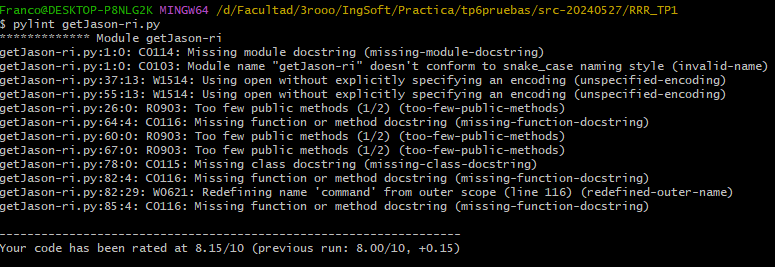 Franco@DESKTOP-P8NLG2K MINGW64 /d/Facultad/3rooo/IngSoft/Practica/tp6pruebas/src-20240527/RRR_TP1
$ pylint getJason-ri.py
************* Module getJason-ri
getJason-ri.py:1:0: C0114: Missing module docstring (missing-module-docstring)
getJason-ri.py:1:0: C0103: Module name "getJason-ri" doesn't conform to snake_case naming style (invalid-name)
getJason-ri.py:37:13: W1514: Using open without explicitly specifying an encoding (unspecified-encoding)
getJason-ri.py:55:13: W1514: Using open without explicitly specifying an encoding (unspecified-encoding)
getJason-ri.py:26:0: R0903: Too few public methods (1/2) (too-few-public-methods)
getJason-ri.py:64:4: C0116: Missing function or method docstring (missing-function-docstring)
getJason-ri.py:60:0: R0903: Too few public methods (1/2) (too-few-public-methods)
getJason-ri.py:67:0: R0903: Too few public methods (1/2) (too-few-public-methods)
getJason-ri.py:78:0: C0115: Missing class docstring (missing-class-docstring)
getJason-ri.py:82:4: C0116: Missing function or method docstring (missing-function-docstring)
getJason-ri.py:82:29: W0621: Redefining name 'command' from outer scope (line 116) (redefined-outer-name)
getJason-ri.py:85:4: C0116: Missing function or method docstring (missing-function-docstring)
------------------------------------------------------------------
Your code has been rated at 8.15/10 (previous run: 8.00/10, +0.15)